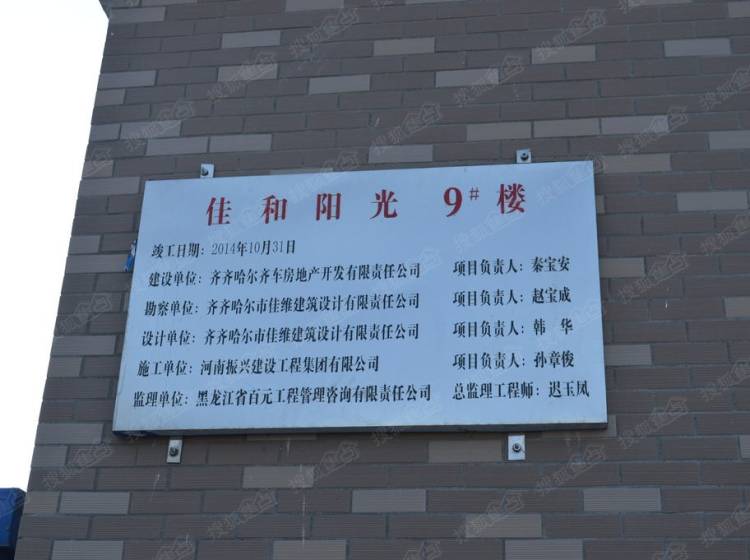 佳和阳光 9#楼
竣工日期：2014年10月31日
建设单位：齐齐哈尔齐车房地产开发有限责任公司 项目负责人：秦宝安
勘察单位：齐齐哈尔市佳维建筑设计有限责任公司 项目负责人：赵宝成
设计单位：齐齐哈尔市佳维建筑设计有限责任公司 项目负责人：韩 华
施工单位：河南振兴建设工程集团有限公司 项目负责人：孙章俊
监理单位：黑龙江省百元工程管理咨询有限责任公司 总监理工程师：迟玉凤